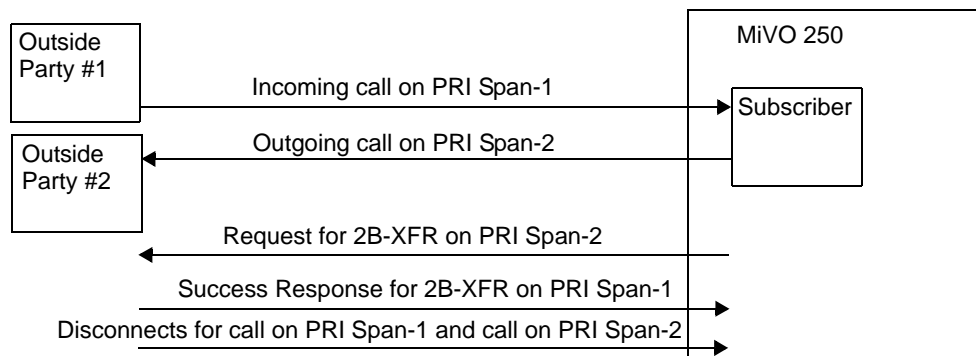 MiVO 250
Outside
Party #1
Incoming call on PRI Span-1
Subscriber
Outgoing call on PRI Span-2
Outside
Party #2
Request for 2B-XFR on PRI Span-2
Success Response for 2B-XFR on PRI Span-1
Disconnects for call on PRI Span-1 and call on PRI Span-2